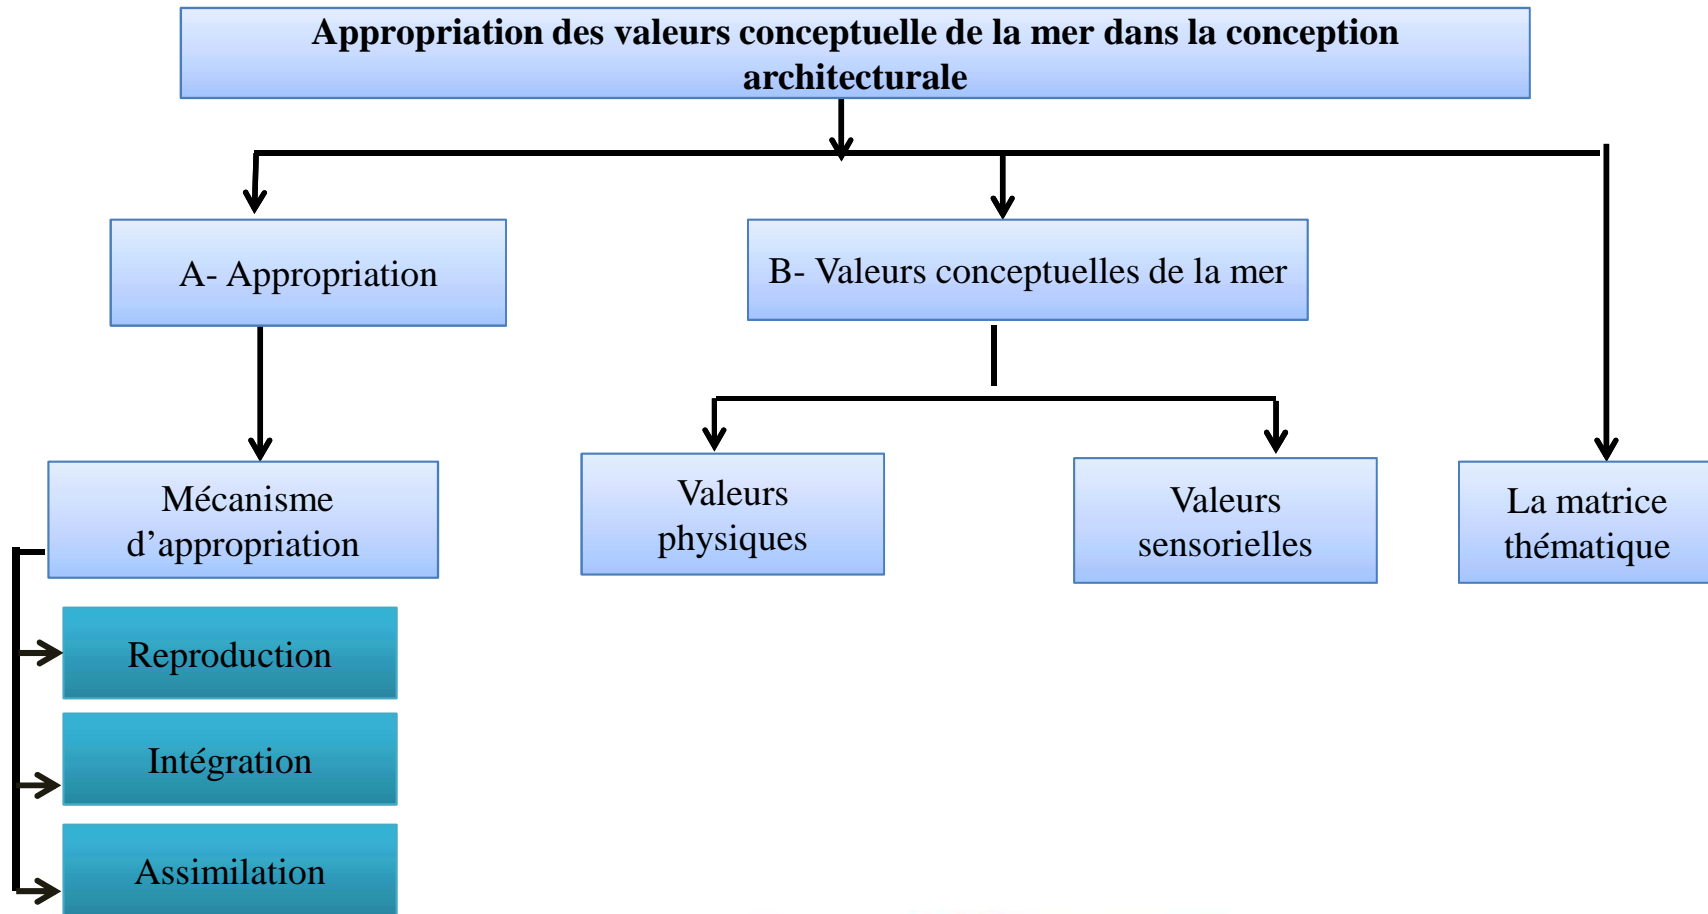 Appropriation des valeurs conceptuelle de la mer dans la conception
architecturale
A- Appropriation
B- Valeurs conceptuelles de la mer
Mécanisme
d’appropriation
Valeurs
physiques
Valeurs
sensorielles
La matrice
thématique
Reproduction
Intégration
Assimilation